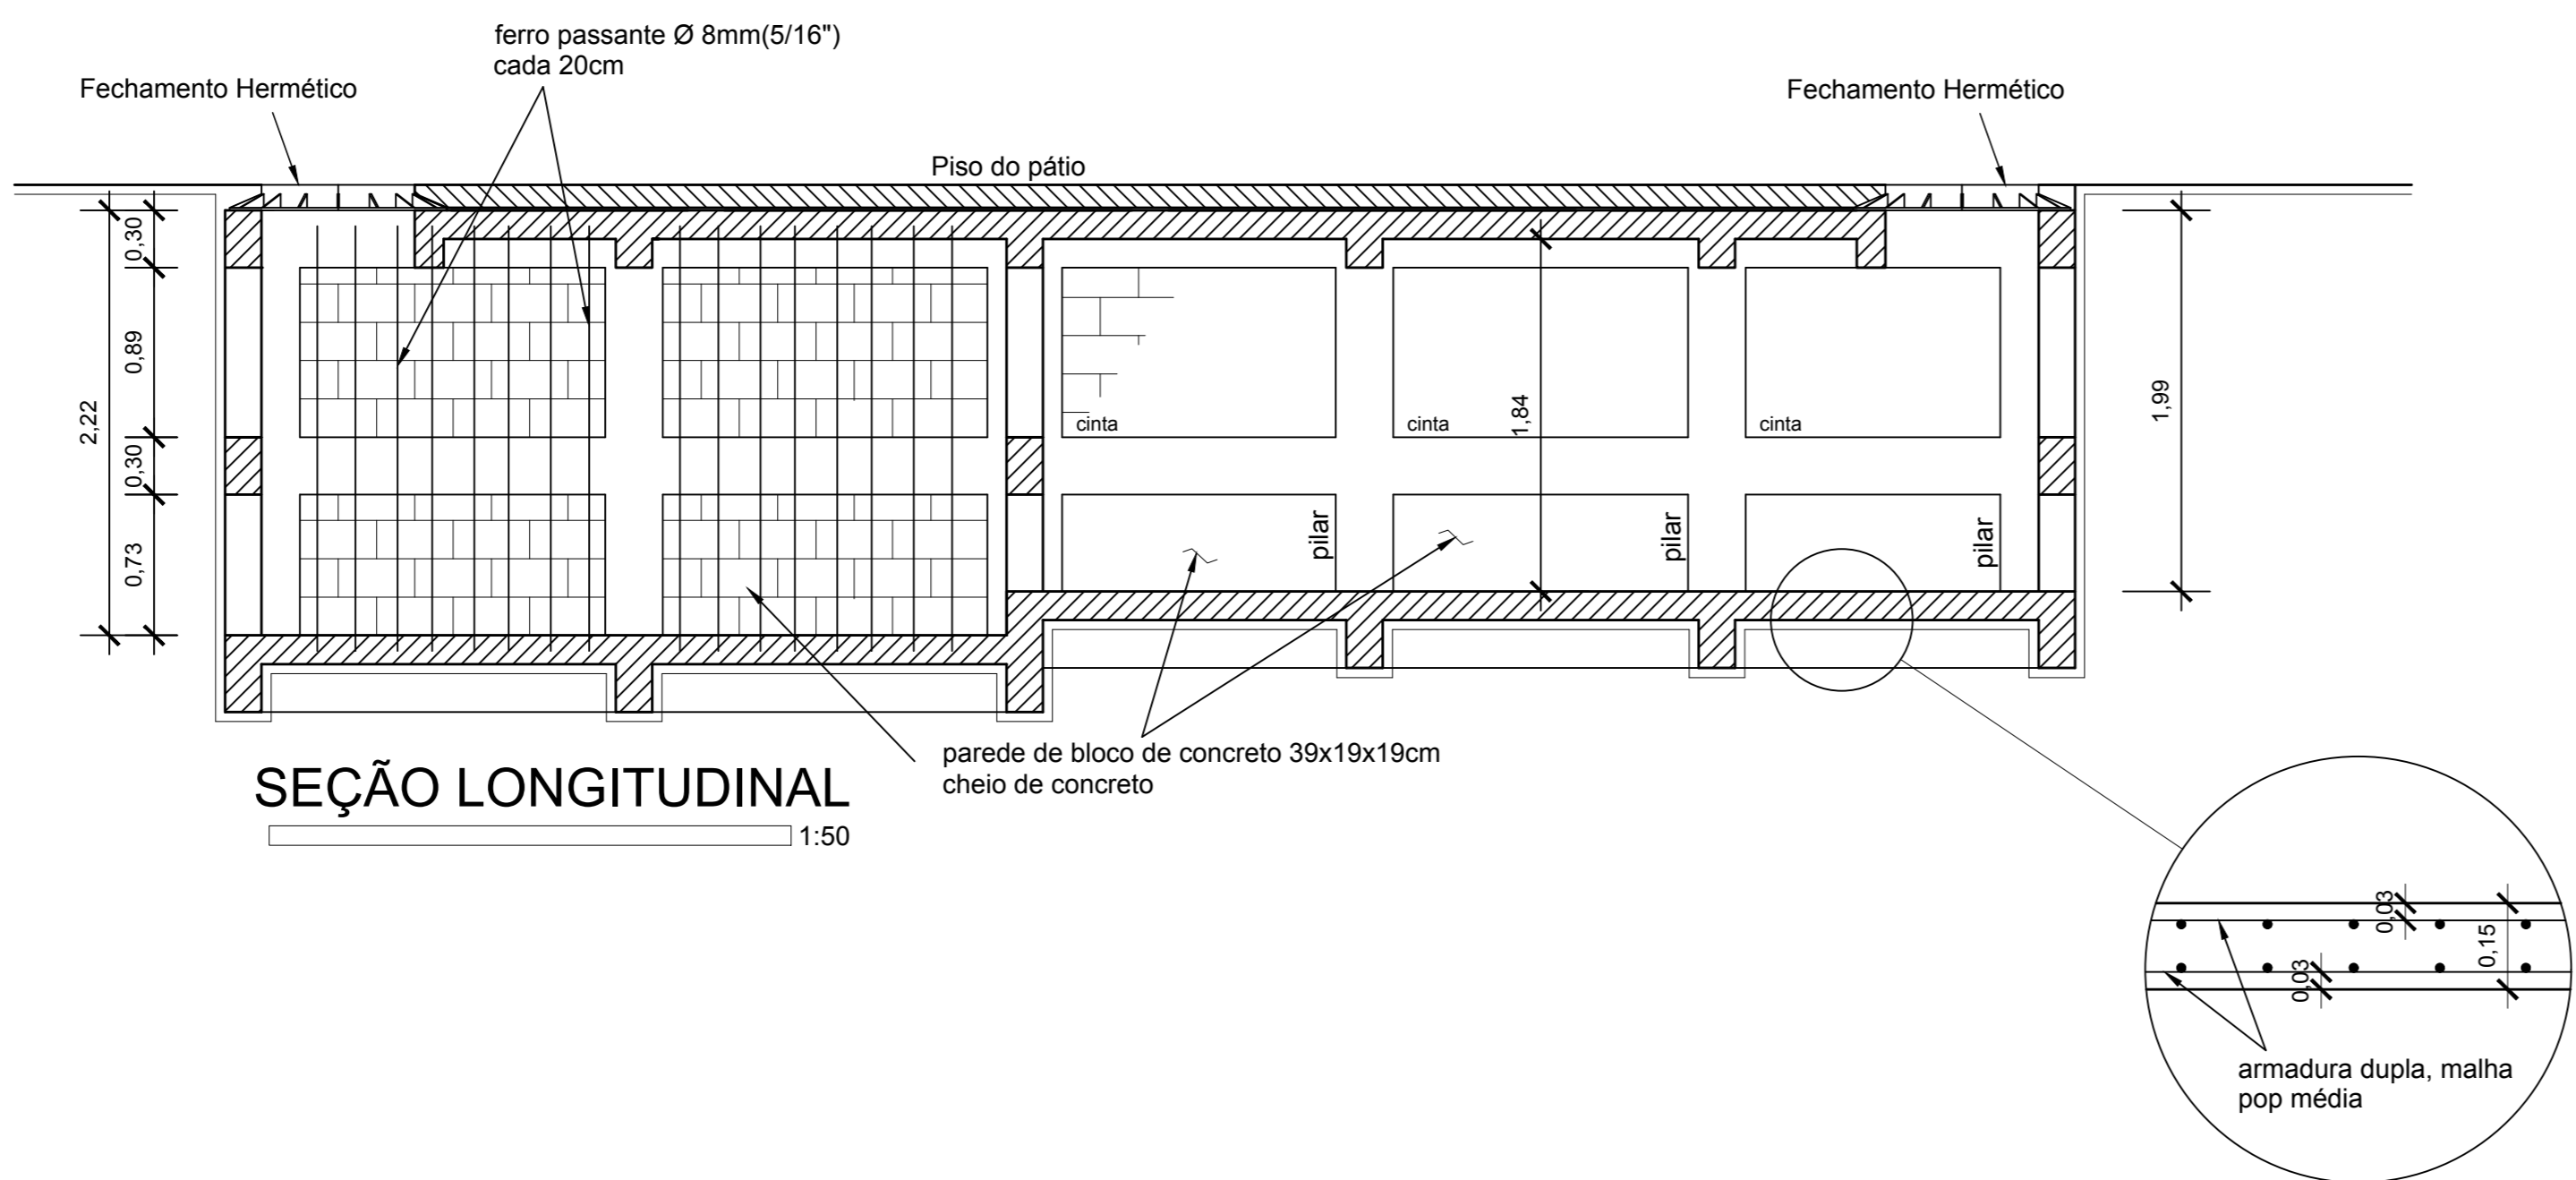 ferro passante Ø 8mm(5/16")
cada 20cm
Fechamento Hermético
Fechamento Hermético
Piso do pátio
0,30
0,89
2,22
0,30
0,73
cinta
cinta
cinta
1,84
1,99
pilar
pilar
pilar
parede de bloco de concreto 39x19x19cm
cheio de concreto
SEÇÃO LONGITUDINAL
1:50
0,03
0,15
0,03
armadura dupla, malha
pop média